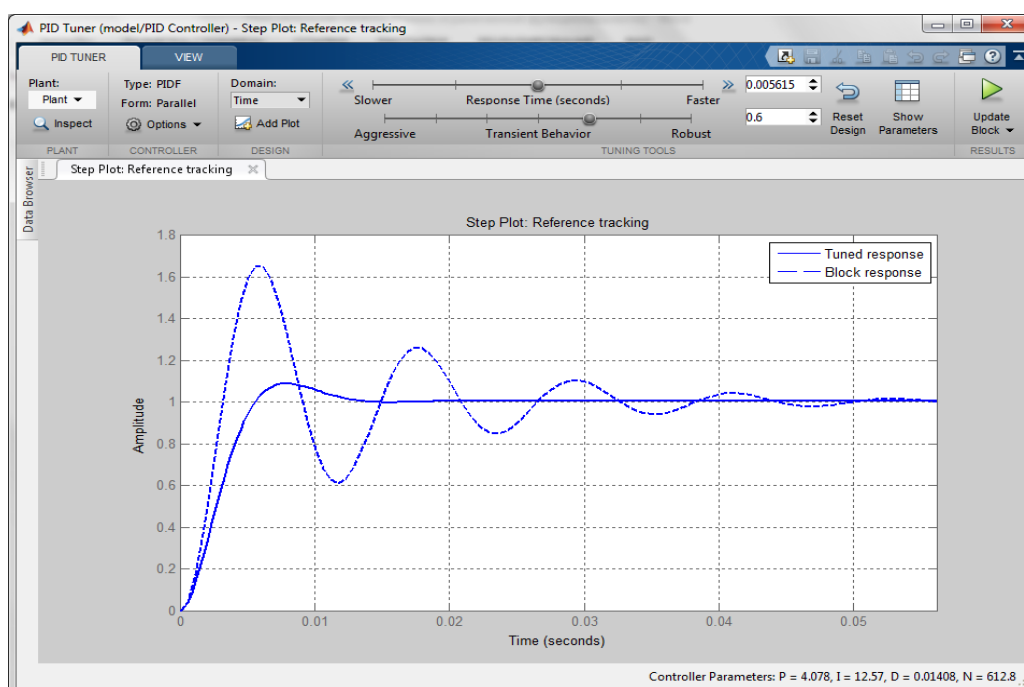 PID Tuner (model/PID Controller) - Step Plot: Reference tracking
PID TUNER
VIEW
Plant:
Plant
Inspect
PLANT
Type: PIDF
Form: Parallel
Options
CONTROLLER
Domain:
Time
Add Plot
DESIGN
Slower
Response Time (seconds)
Faster
0.005615
Aggressive
Transient Behavior
Robust
0.6
Reset
Design
Show
Parameters
TUNING TOOLS
Update
Block
RESULTS
Data Browser
Step Plot: Reference tracking
Step Plot: Reference tracking
Tuned response
Block response
Amplitude
1.8
1.6
1.4
1.2
1
0.8
0.6
0.4
0.2
0
0 0.01 0.02 0.03 0.04 0.05
Time (seconds)
Controller Parameters: P = 4.078, I = 12.57, D = 0.01408, N = 612.8